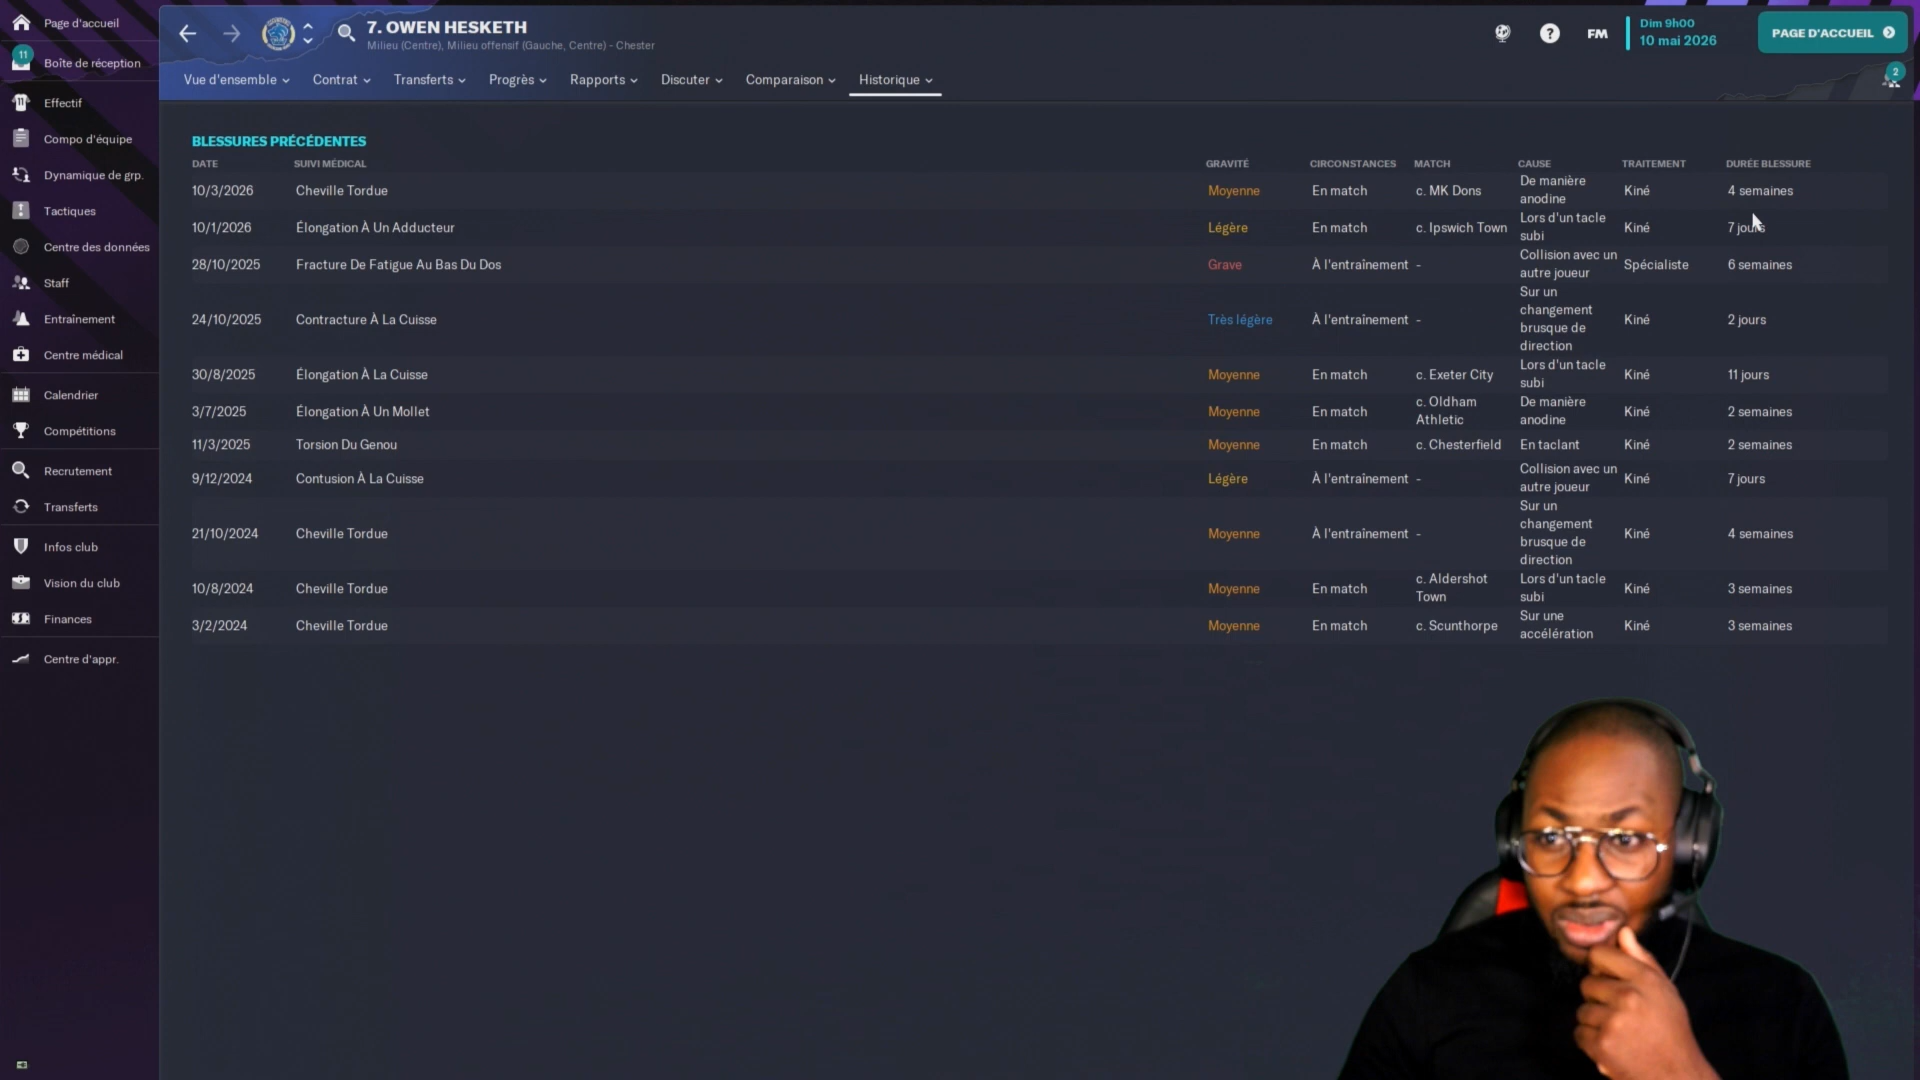 Page d'accueil
11
Boîte de réception
Effectif
Compo d'équipe
Dynamique de grp.
Tactiques
Centre des données
Staff
Entraînement
Centre médical
Calendrier
Compétitions
Recrutement
Transferts
Infos club
Vision du club
Finances
Centre d'appr.
7. OWEN HESKETH
Milieu (Centre), Milieu offensif (Gauche, Centre) - Chester
FM
Dim 9h00
10 mai 2026
PAGE D'ACCUEIL
2
Vue d'ensemble Contrat Transferts Progrès Rapports Discuter Comparaison Historique
BLESSURES PRÉCÉDENTES
DATE SUIVI MÉDICAL GRAVITÉ CIRCONSTANCES MATCH CAUSE TRAITEMENT DURÉE BLESSURE
10/3/2026 Cheville Tordue Moyenne En match c. MK Dons De manière anodine Kiné 4 semaines
10/1/2026 Élongation À Un Adducteur Légère En match c. Ipswich Town Lors d'un tacle subi Kiné 7 jours
28/10/2025 Fracture De Fatigue Au Bas Du Dos Grave À l'entraînement - Collision avec un autre joueur Spécialiste 6 semaines
24/10/2025 Contracture À La Cuisse Très légère À l'entraînement - Sur un changement brusque de direction Kiné 2 jours
30/8/2025 Élongation À La Cuisse Moyenne En match c. Exeter City Lors d'un tacle subi Kiné 11 jours
3/7/2025 Élongation À Un Mollet Moyenne En match c. Oldham Athletic De manière anodine Kiné 2 semaines
11/3/2025 Torsion Du Genou Moyenne En match c. Chesterfield En taclant Kiné 2 semaines
9/12/2024 Contusion À La Cuisse Légère À l'entraînement - Collision avec un autre joueur Kiné 7 jours
21/10/2024 Cheville Tordue Moyenne À l'entraînement - Sur un changement brusque de direction Kiné 4 semaines
10/8/2024 Cheville Tordue Moyenne En match c. Aldershot Town Lors d'un tacle subi Kiné 3 semaines
3/2/2024 Cheville Tordue Moyenne En match c. Scunthorpe Sur une accélération Kiné 3 semaines